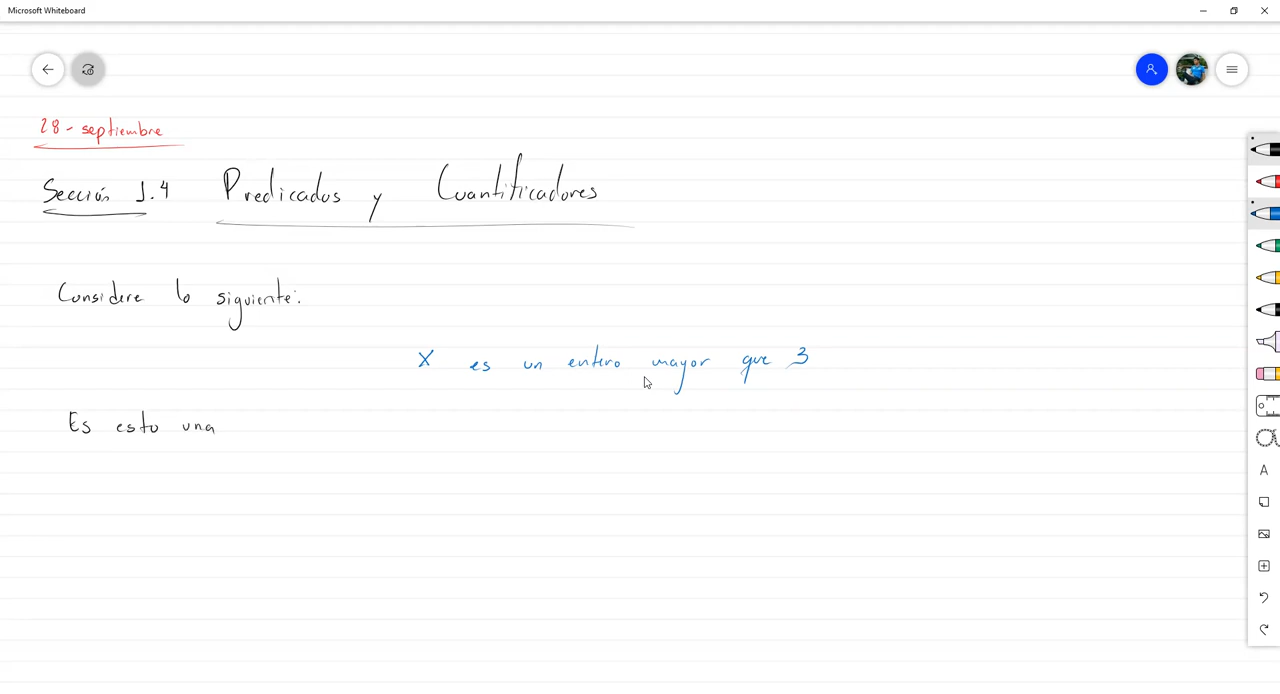 Microsoft Whiteboard
28 - septiembre
Sección 1.4 Predicados y Cuantificadores
Considere lo siguiente:
X es un entero mayor que 3
Es esto una
A